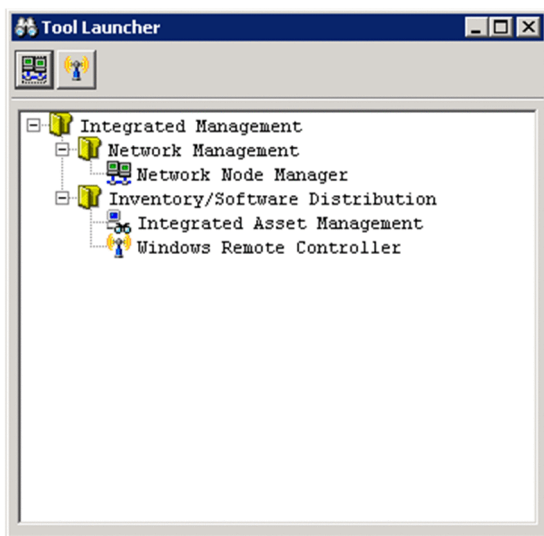 Tool Launcher
Integrated Management
Network Management
Network Node Manager
Inventory/Software Distribution
Integrated Asset Management
Windows Remote Controller